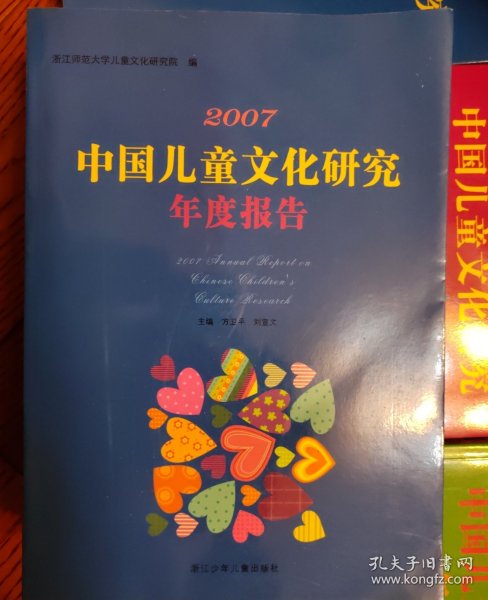 浙江师范大学儿童文化研究院 编
2007
中国儿童文化研究
年度报告
2007 Annual Report on
Chinese Children's
Culture Research
主编 方卫平 刘宣文
浙江少年儿童出版社
中国儿童文化
究
中国儿
孔夫子旧书网
www.kongfz.com